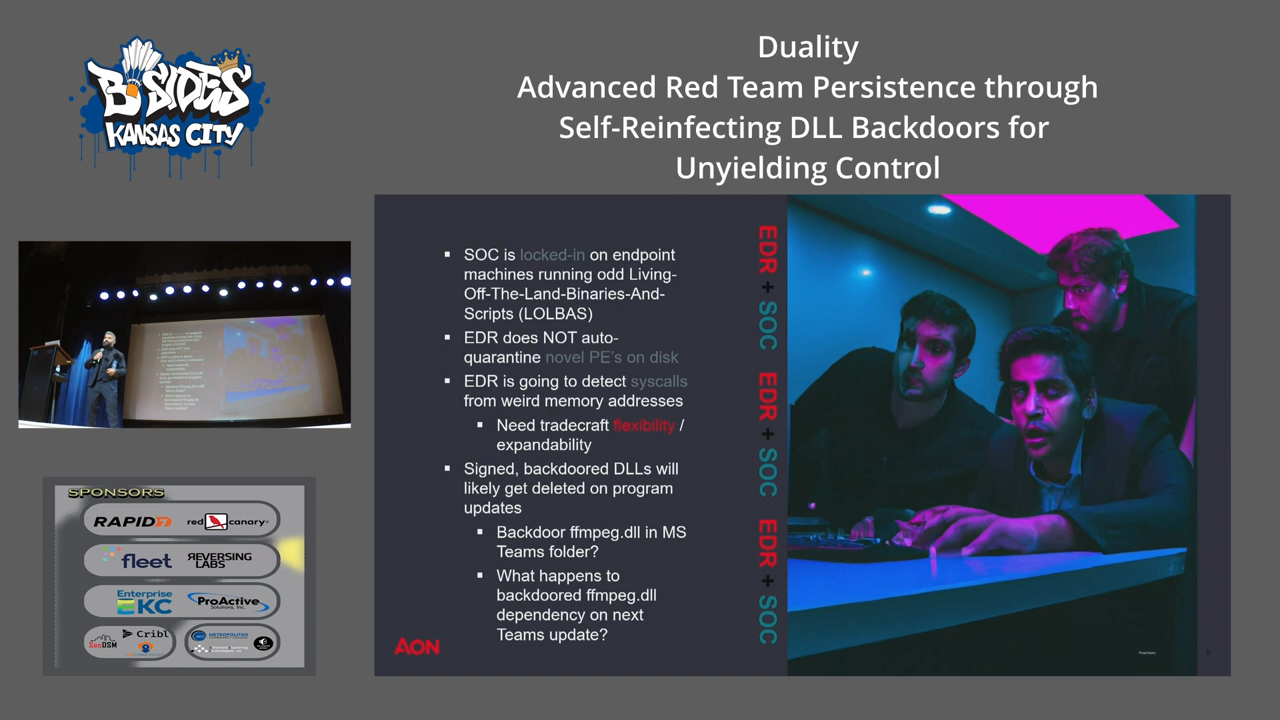 B SIDES
KANSAS CITY
Duality
Advanced Red Team Persistence through
Self-Reinfecting DLL Backdoors for
Unyielding Control
▪ SOC is locked-in on endpoint
machines running odd Living-
Off-The-Land-Binaries-And-
Scripts (LOLBAS)
▪ EDR does NOT auto-
quarantine novel PE's on disk
▪ EDR is going to detect syscalls
from weird memory addresses
▪ Need tradecraft flexibility /
expandability
▪ Signed, backdoored DLLs will
likely get deleted on program
updates
▪ Backdoor ffmpeg.dll in MS
Teams folder?
▪ What happens to
backdoored ffmpeg.dll
dependency on next
Teams update?
AON
EDR + SOC EDR + SOC EDR + SOC
Proprietary
SPONSORS
RAPID7 red canary
fleet REVERSING
LABS
Enterprise
EKC
ProActive
Solutions, Inc.
SecDSM
Cribl
METROPOLITAN